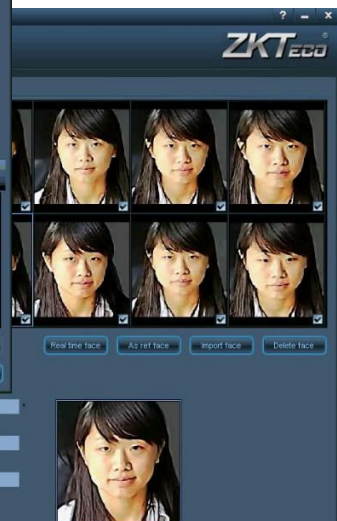 ZKTECO
Real time face
As ref face
Import face
Delete face